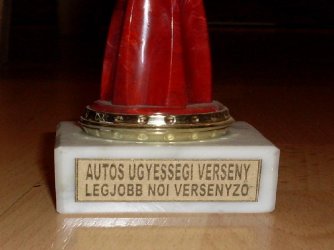 AUTOS UGYESSEGI VERSENY
LEGJOBB NOI VERSENYZO